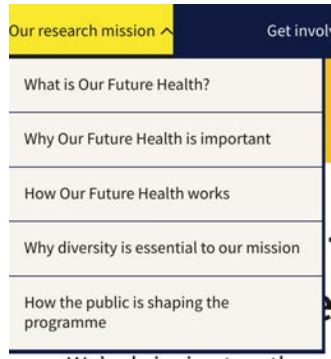 Our research mission
Get invol
What is Our Future Health?
Why Our Future Health is important
How Our Future Health works
Why diversity is essential to our mission
How the public is shaping the
programme